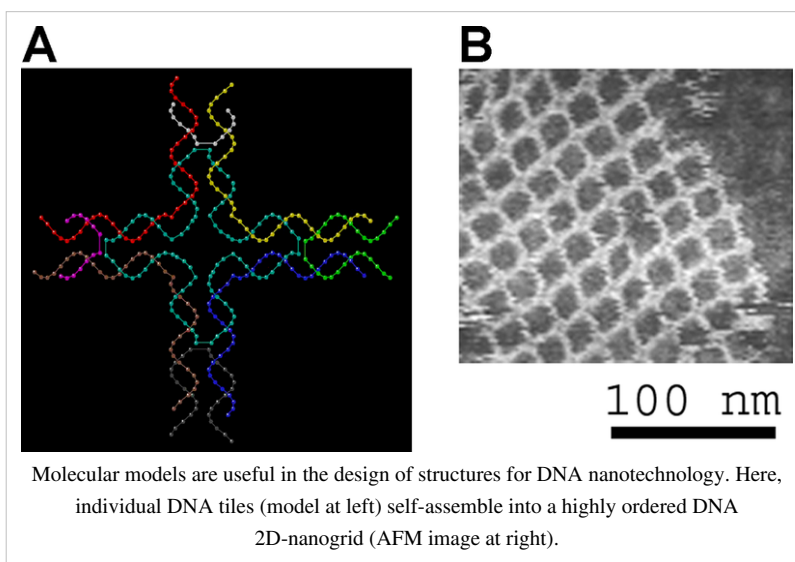 A
B
100 nm
Molecular models are useful in the design of structures for DNA nanotechnology. Here,
individual DNA tiles (model at left) self-assemble into a highly ordered DNA
2D-nanogrid (AFM image at right).